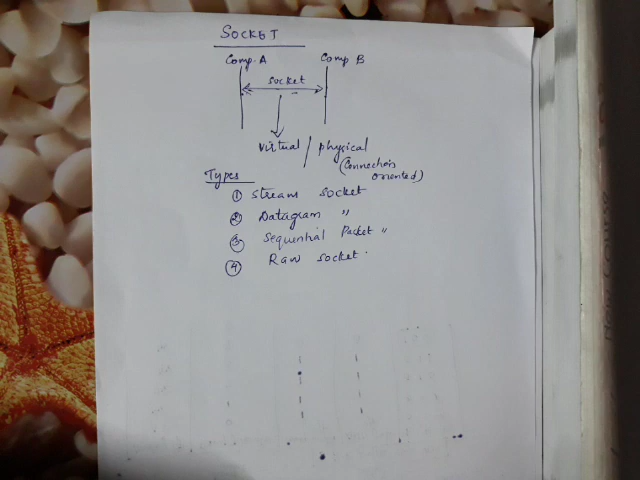 SOCKET
Comp. A Comp B
socket
virtual / physical
(Connection
oriented)
Types
① Stream socket
② Datagram "
③ Sequential Packet "
④ Raw socket